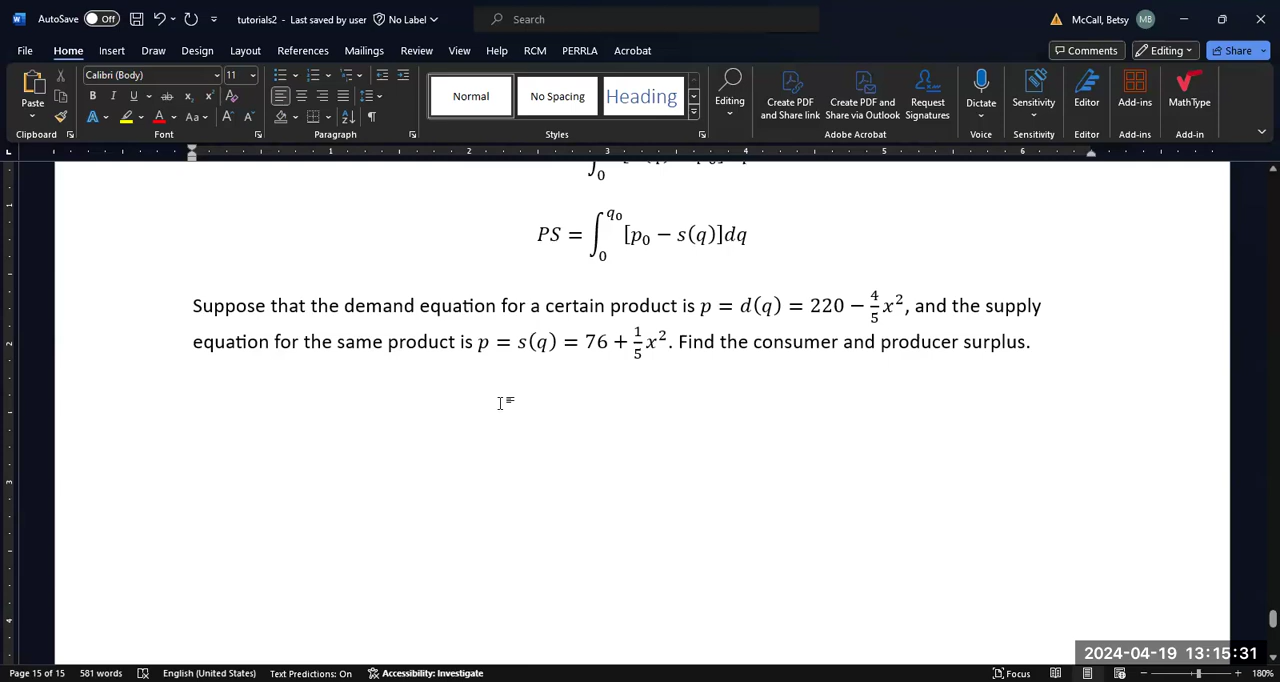 AutoSave Off tutorials2 • Last saved by user No Label Search McCall, Betsy MB
File Home Insert Draw Design Layout References Mailings Review View Help RCM PERRLA Acrobat Comments Editing Share
Calibri (Body) 11 Normal No Spacing Heading
Paste Editing Create PDF and Share link Create PDF and Share via Outlook Request Signatures Dictate Sensitivity Editor Add-ins MathType
Clipboard Font Paragraph Styles Adobe Acrobat Voice Sensitivity Editor Add-ins Add-in
1 2 3 4 5 6
PS = ∫₀^{q₀} [p₀ − s(q)]dq
Suppose that the demand equation for a certain product is p = d(q) = 220 − 4/5 x², and the supply
equation for the same product is p = s(q) = 76 + 1/5 x². Find the consumer and producer surplus.
2024-04-19 13:15:31
Page 15 of 15 581 words English (United States) Text Predictions: On Accessibility: Investigate Focus 180%